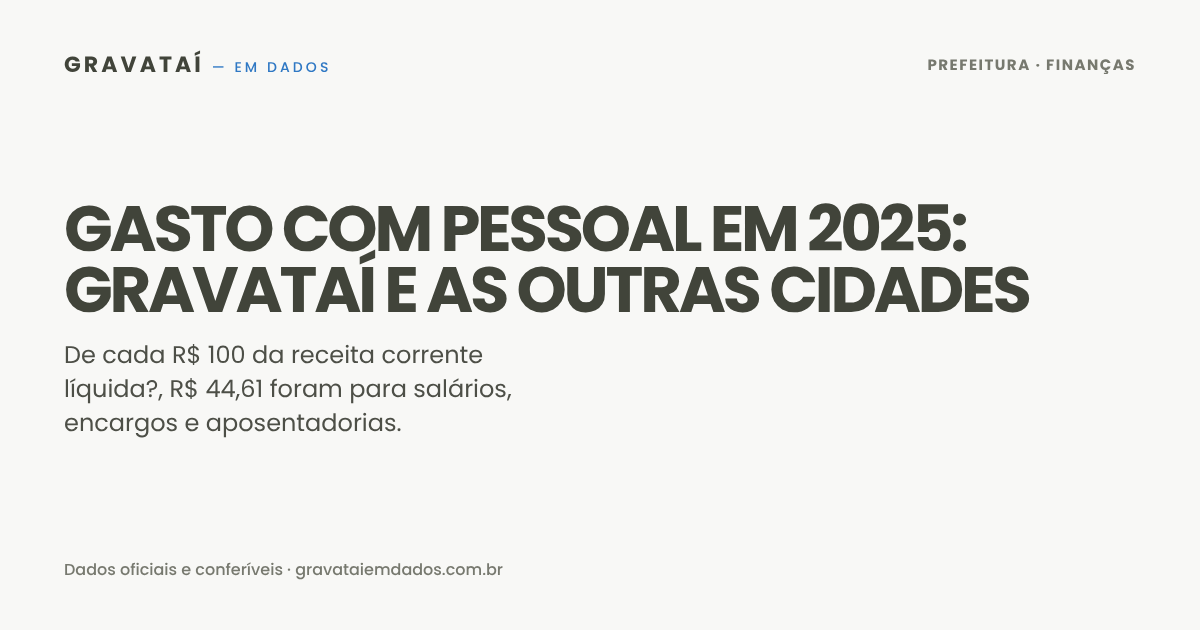 GRAVATAÍ — EM DADOS
PREFEITURA · FINANÇAS
GASTO COM PESSOAL EM 2025:
GRAVATAÍ E AS OUTRAS CIDADES
De cada R$ 100 da receita corrente
líquida?, R$ 44,61 foram para salários,
encargos e aposentadorias.
Dados oficiais e conferíveis · gravataiemdados.com.br